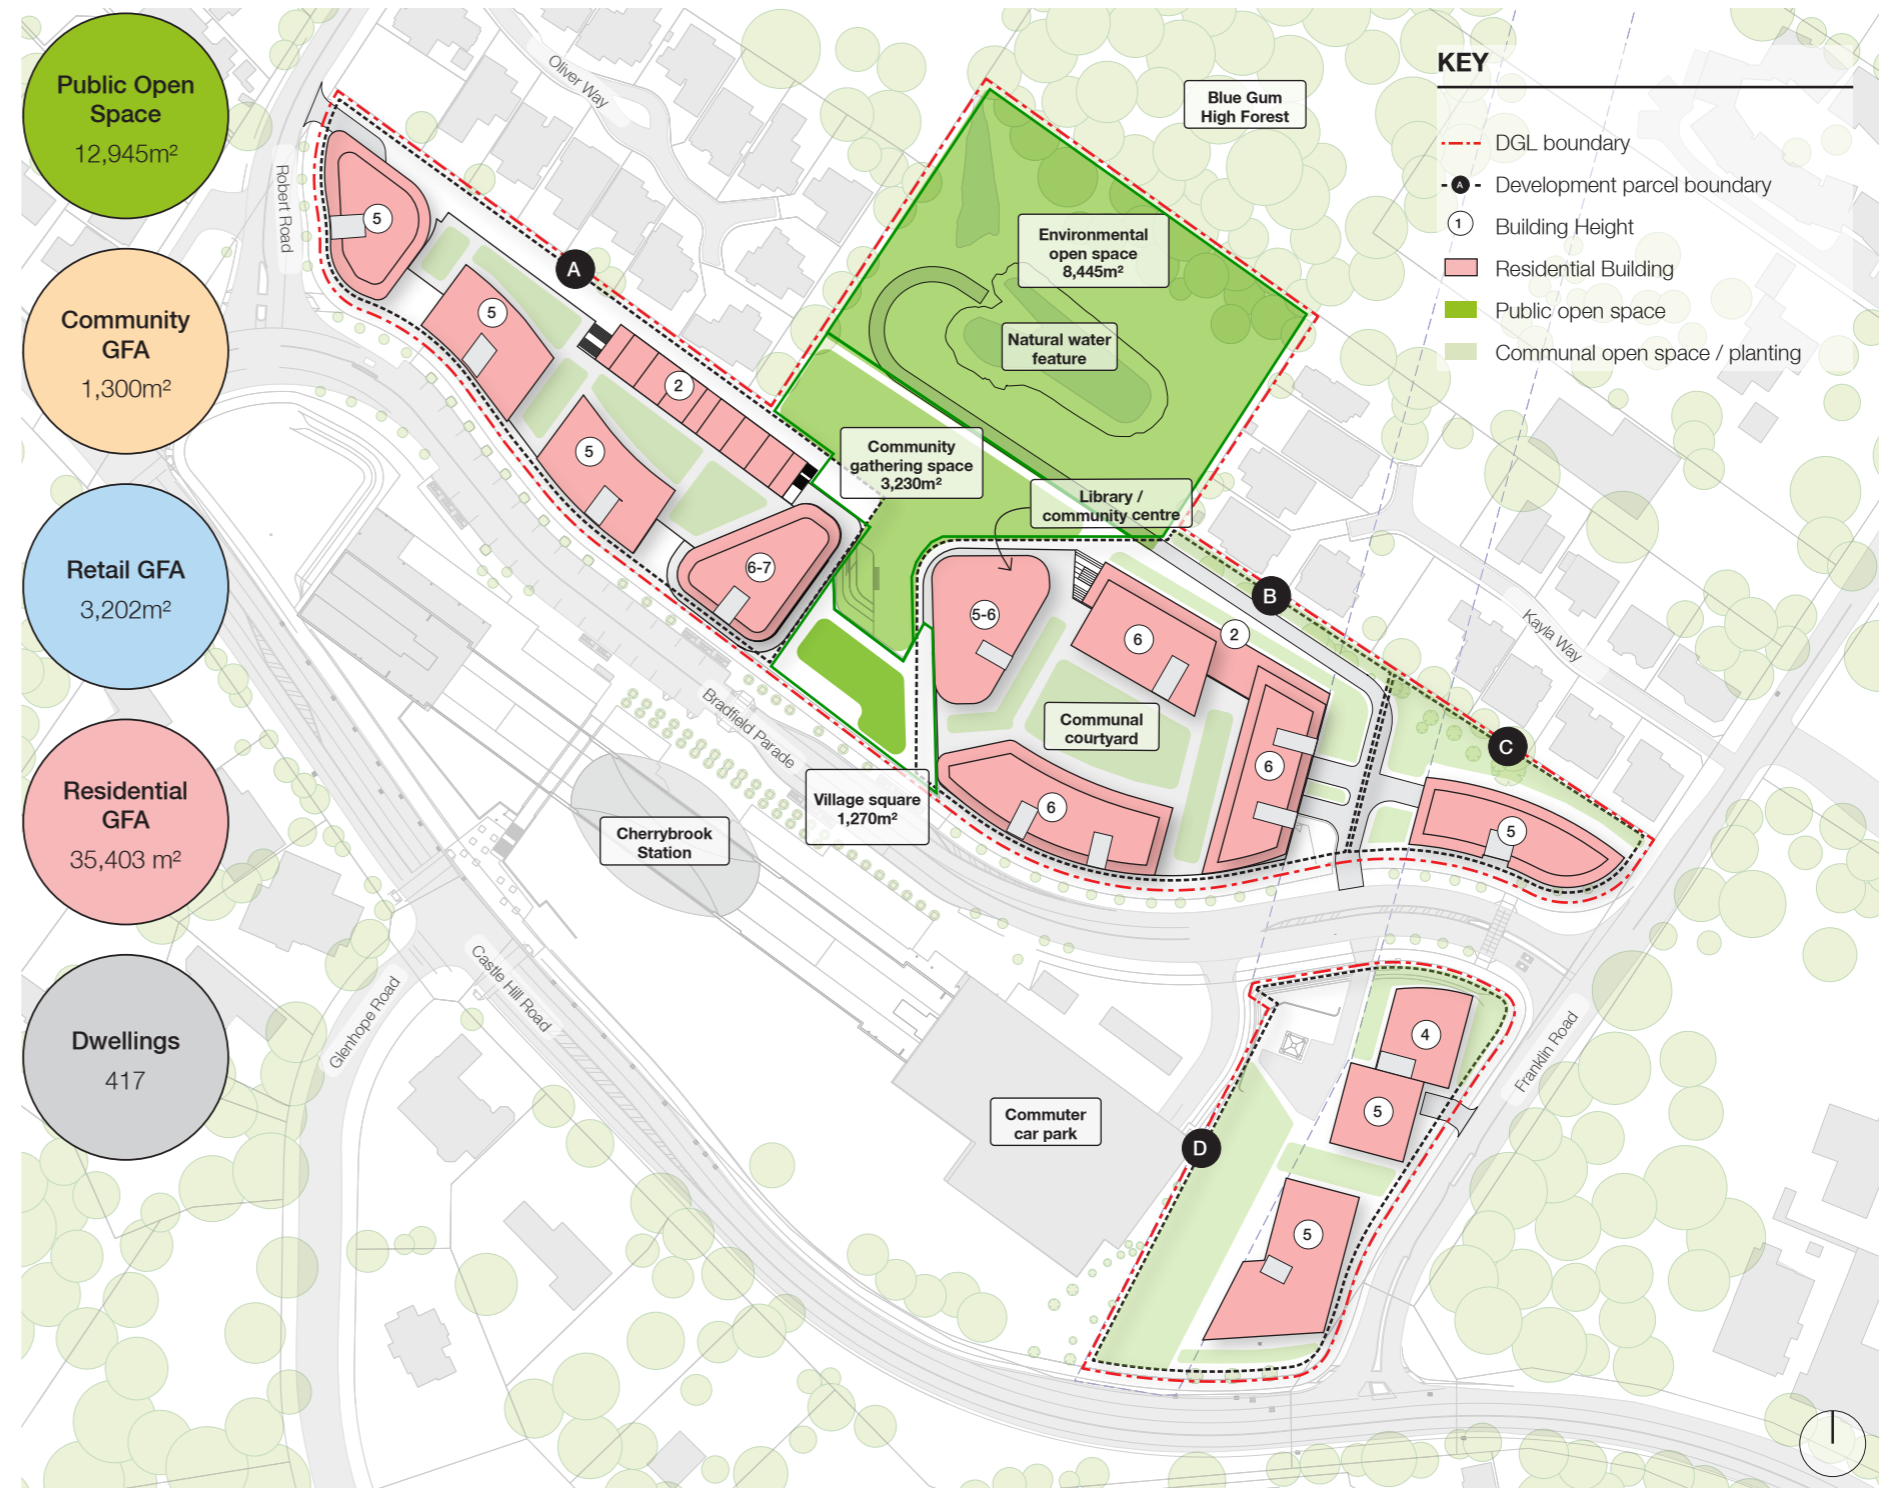 Public Open
Space
12,945m²
Community
GFA
1,300m²
Retail GFA
3,202m²
Residential
GFA
35,403 m²
Dwellings
417
KEY
DGL boundary
A
Development parcel boundary
1
Building Height
Residential Building
Public open space
Communal open space / planting
Oliver Way
Robert Road
Blue Gum
High Forest
Environmental
open space
8,445m²
Natural water
feature
A
5
5
2
5
6-7
Community
gathering space
3,230m²
Library /
community centre
B
5-6
6
2
Kayla Way
Communal
courtyard
C
6
6
5
Bradfield Parade
Village square
1,270m²
Cherrybrook
Station
Castle Hill Road
Glenhope Road
Commuter
car park
D
4
5
5
Franklin Road